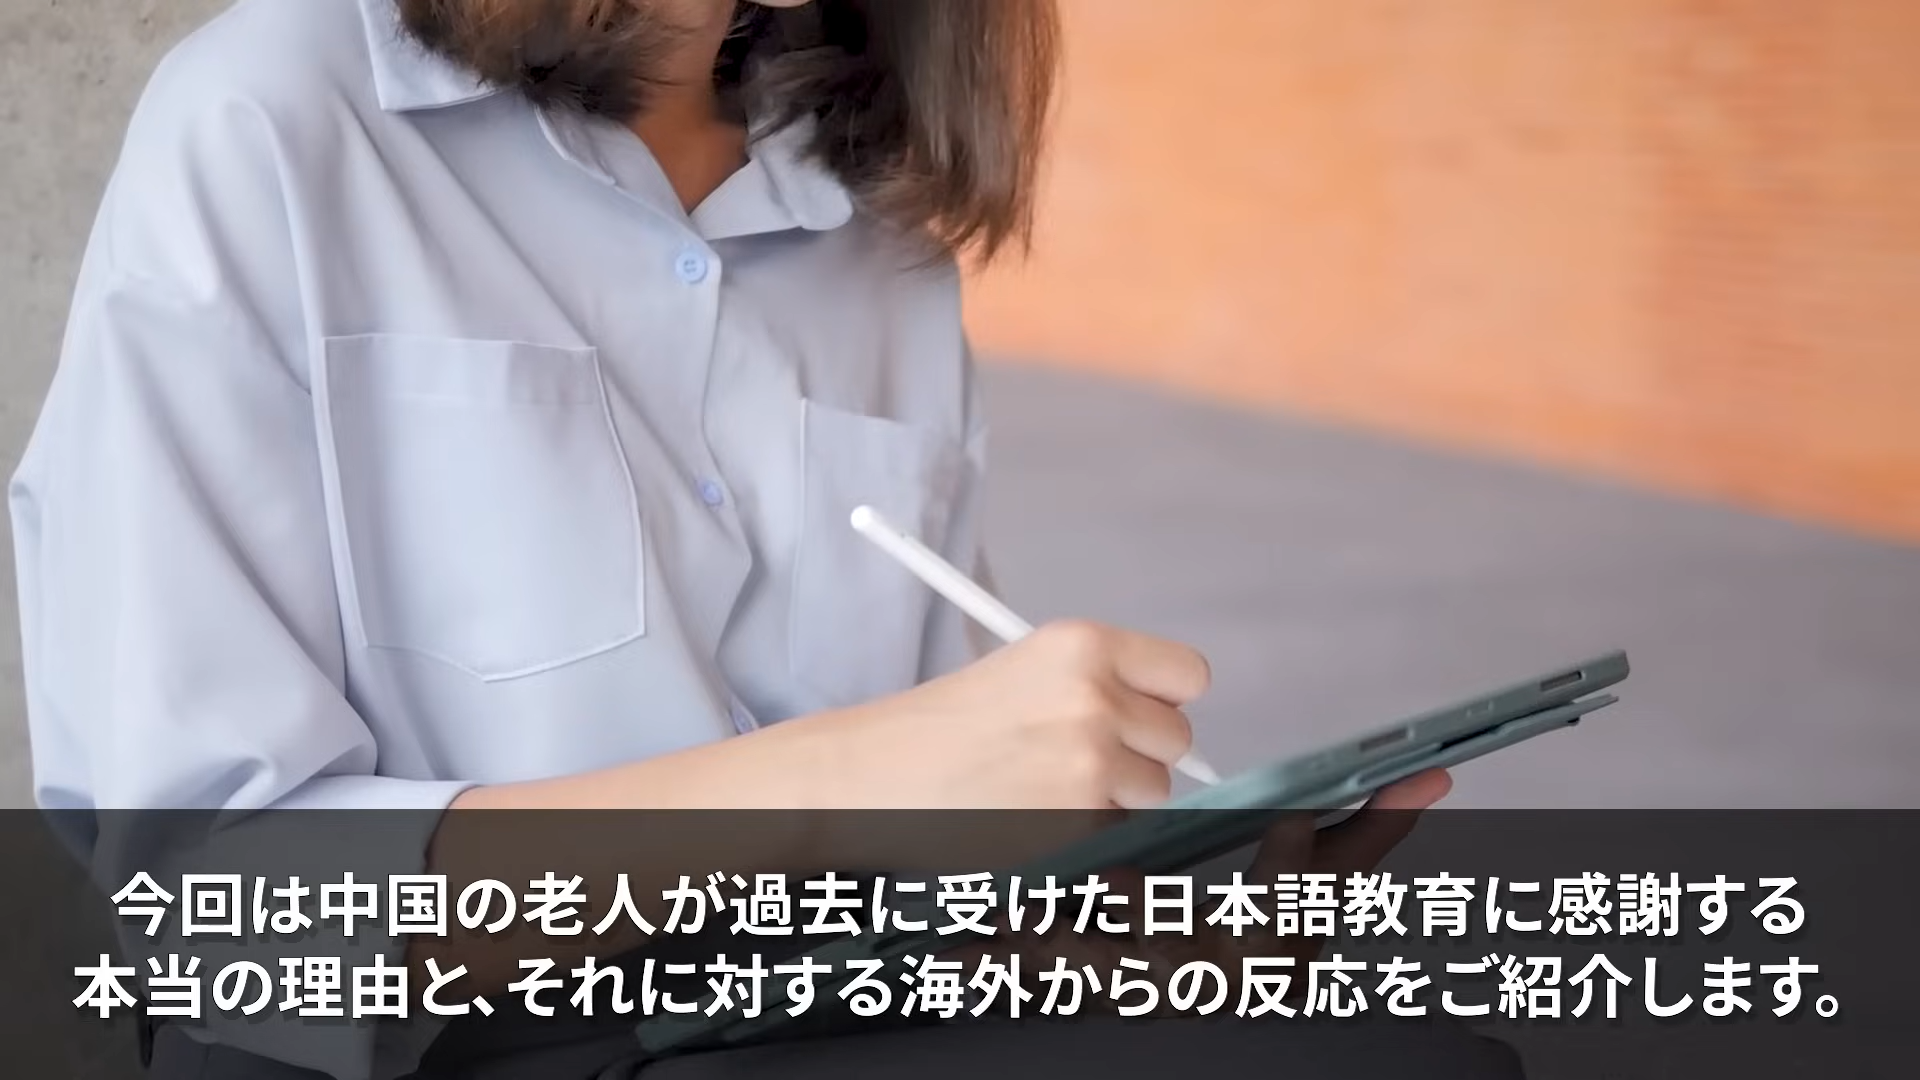 今回は中国の老人が過去に受けた日本語教育に感謝する
本当の理由と、それに対する海外からの反応をご紹介します。